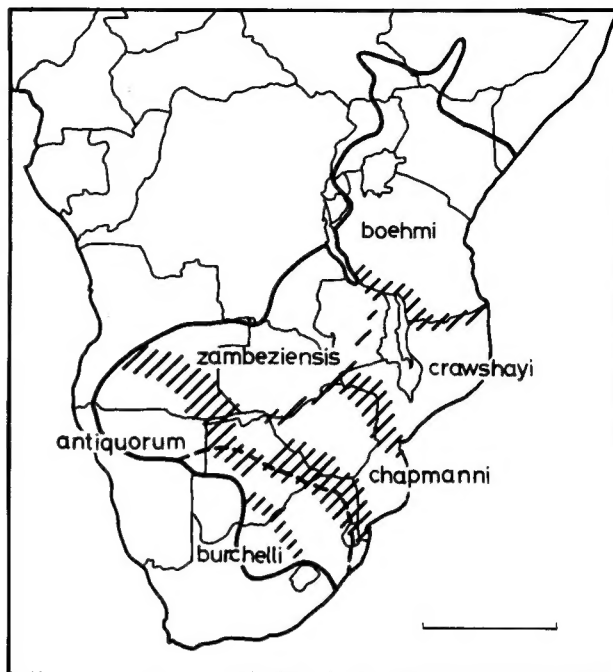 boehmi
zambeziensis
crawshayi
antiquorum
chapmanni
burchelli